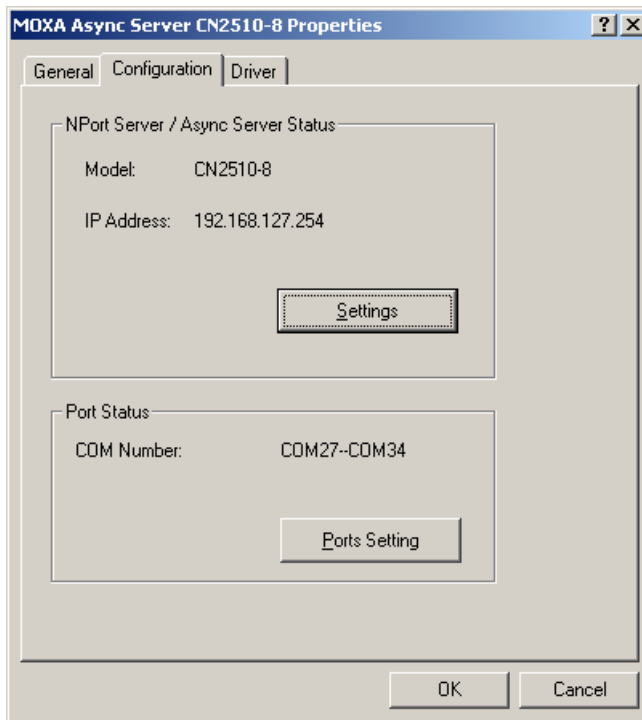 MOXA Async Server CN2510-8 Properties
General Configuration Driver
NPort Server / Async Server Status
Model: CN2510-8
IP Address: 192.168.127.254
Settings
Port Status
COM Number: COM27--COM34
Ports Setting
OK Cancel